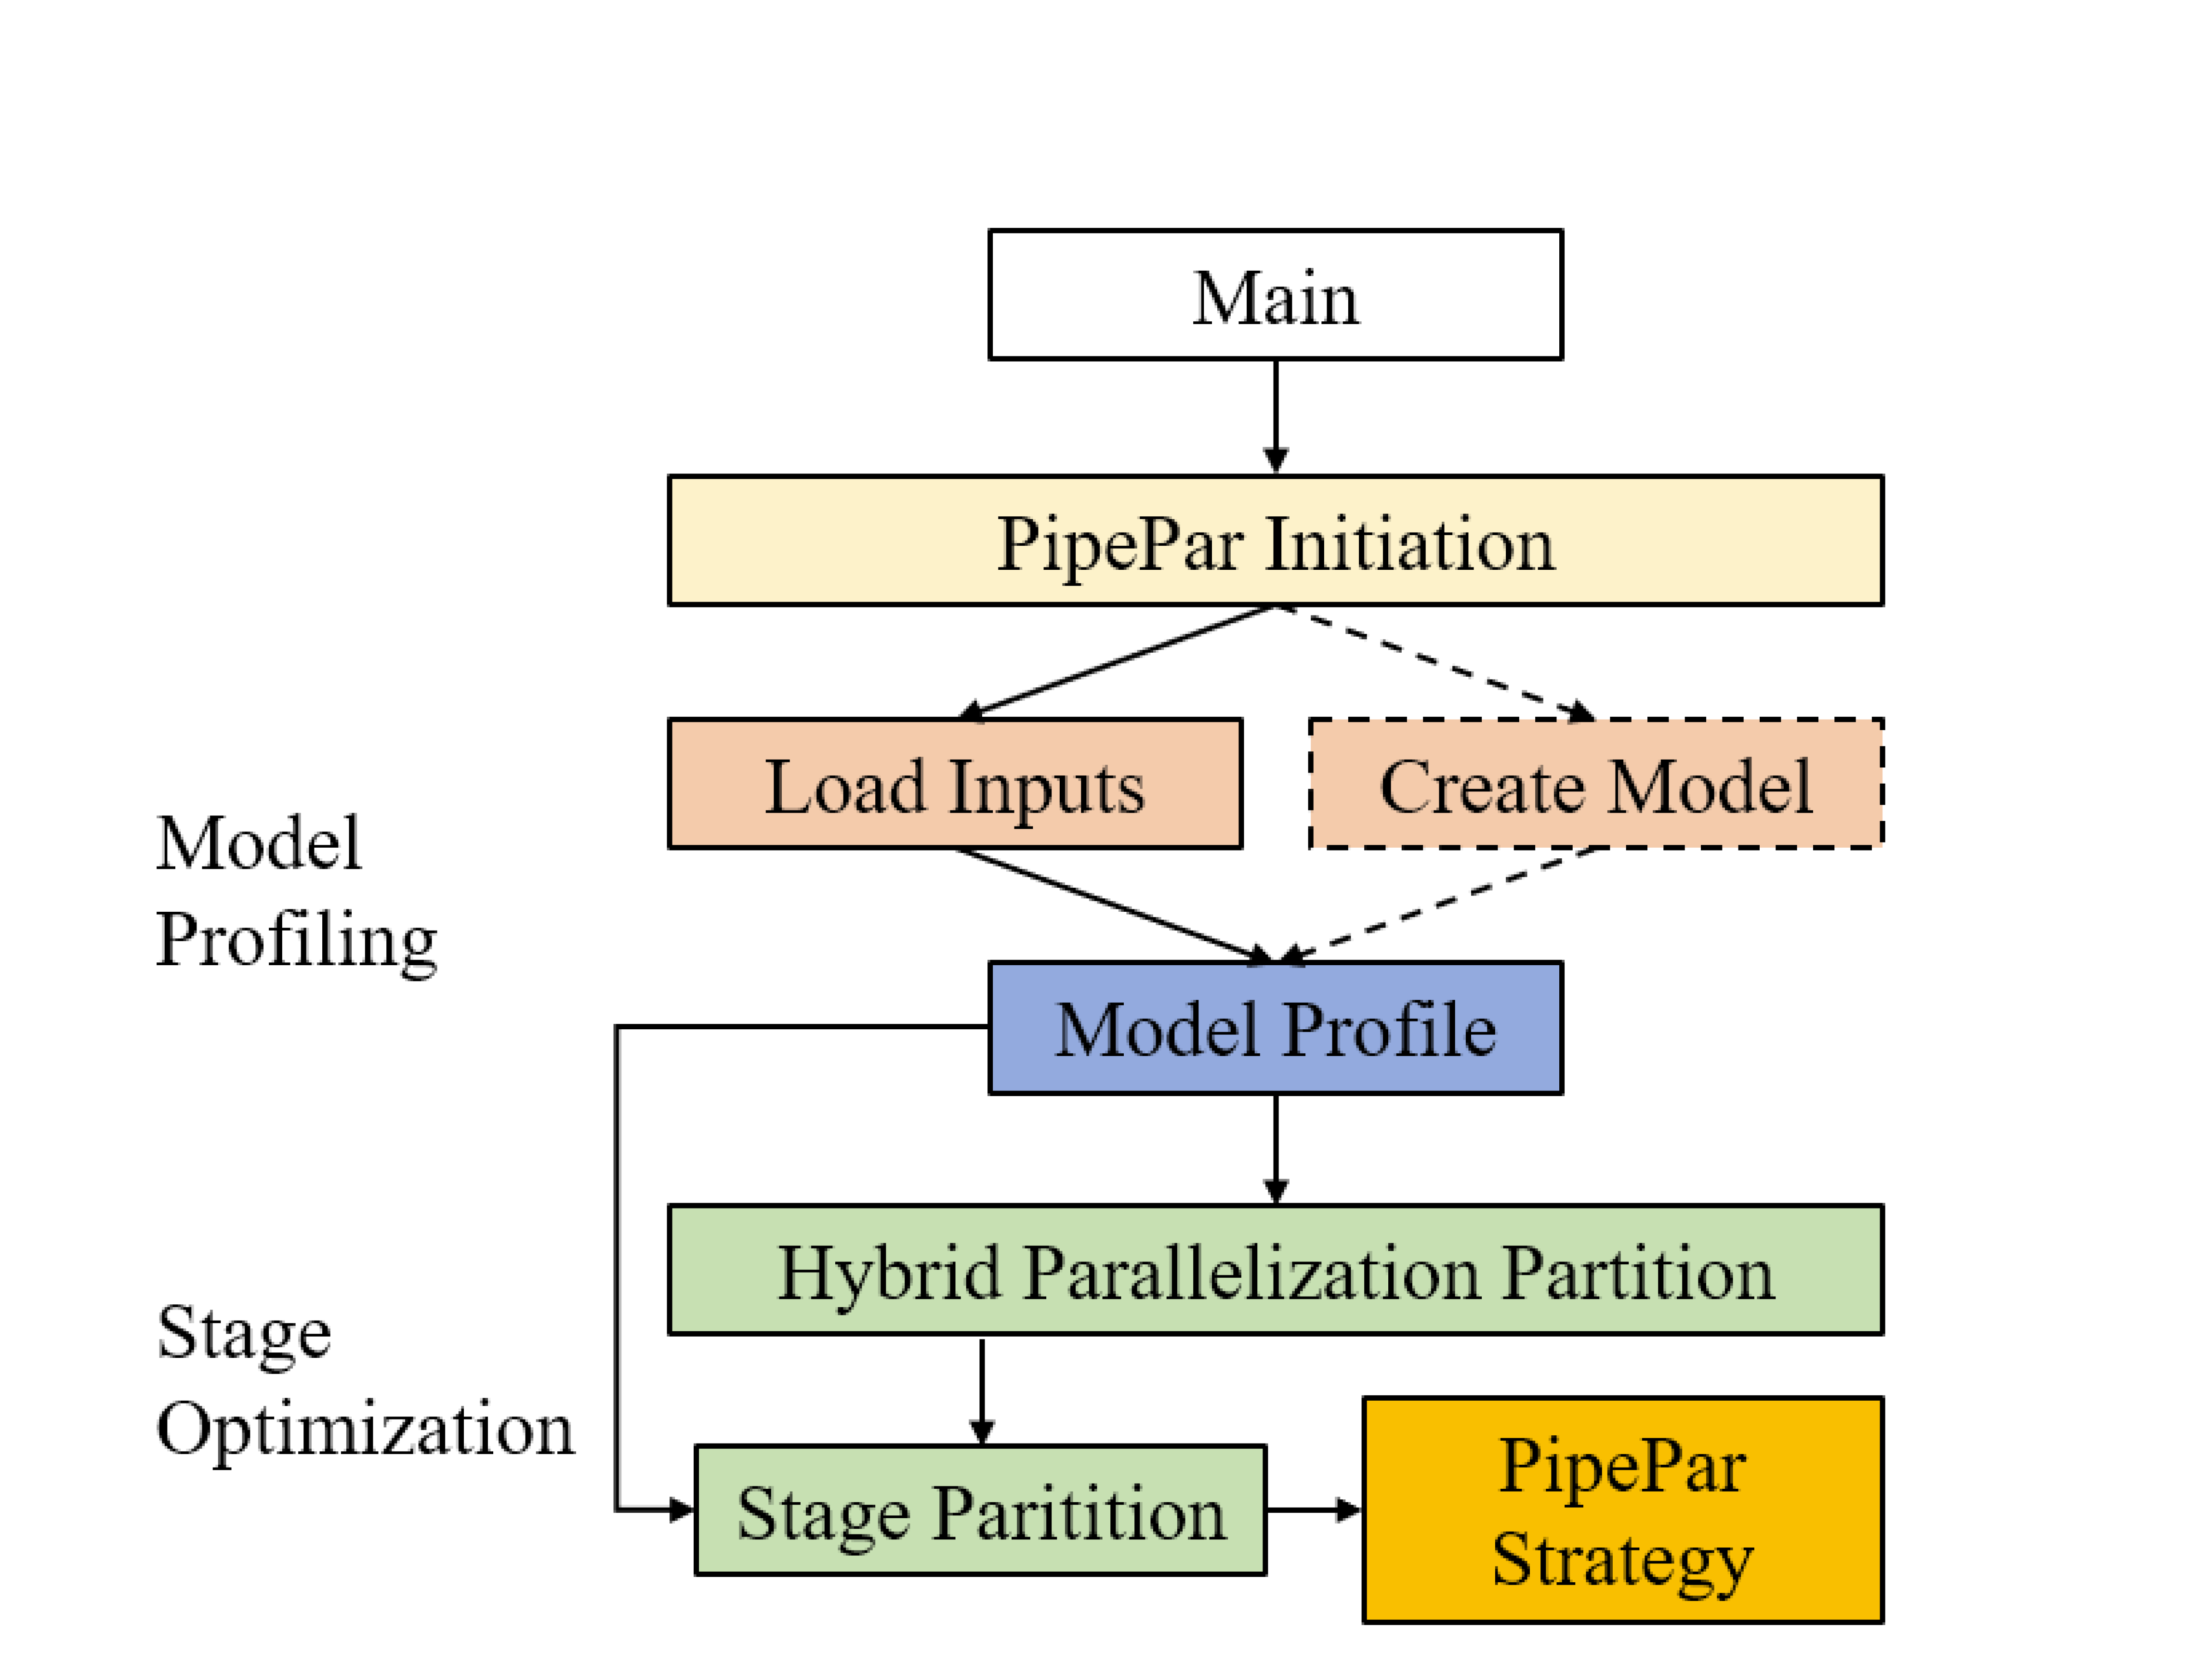 Main
PipePar Initiation
Load Inputs
Create Model
Model
Profiling
Model Profile
Hybrid Parallelization Partition
Stage
Optimization
Stage Paritition
PipePar
Strategy